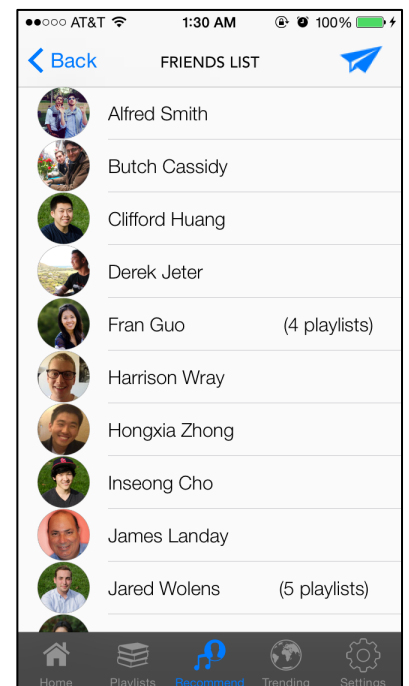 AT&T 1:30 AM 100%
Back FRIENDS LIST
Alfred Smith
Butch Cassidy
Clifford Huang
Derek Jeter
Fran Guo (4 playlists)
Harrison Wray
Hongxia Zhong
Inseong Cho
James Landay
Jared Wolens (5 playlists)
Home Playlists Recommend Trending Settings